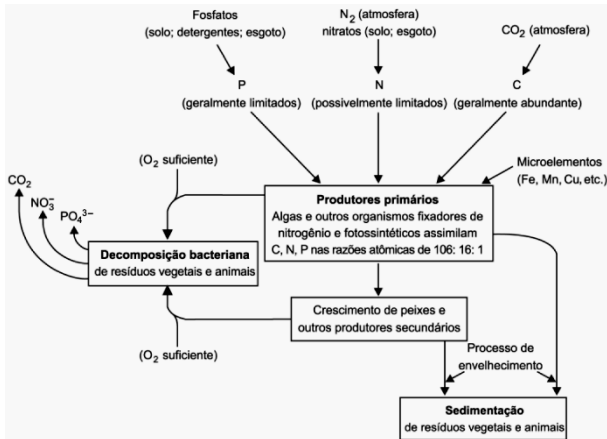 Fosfatos
(solo; detergentes; esgoto)
N₂ (atmosfera)
nitratos (solo; esgoto)
CO₂ (atmosfera)
P
(geralmente limitados)
N
(possivelmente limitados)
C
(geralmente abundante)
(O₂ suficiente)
Microelementos
(Fe, Mn, Cu, etc.)
CO₂
NO₃⁻
PO₄³⁻
Produtores primários
Algas e outros organismos fixadores de
nitrogênio e fotossintéticos assimilam
C, N, P nas razões atômicas de 106: 16: 1
Decomposição bacteriana
de resíduos vegetais e animais
Crescimento de peixes e
outros produtores secundários
(O₂ suficiente)
Processo de
envelhecimento
Sedimentação
de resíduos vegetais e animais